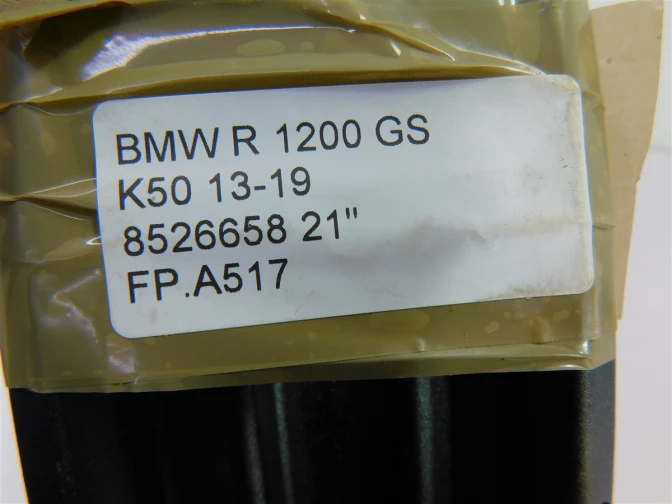 BMW R 1200 GS
K50 13-19
8526658 21"
FP.A517